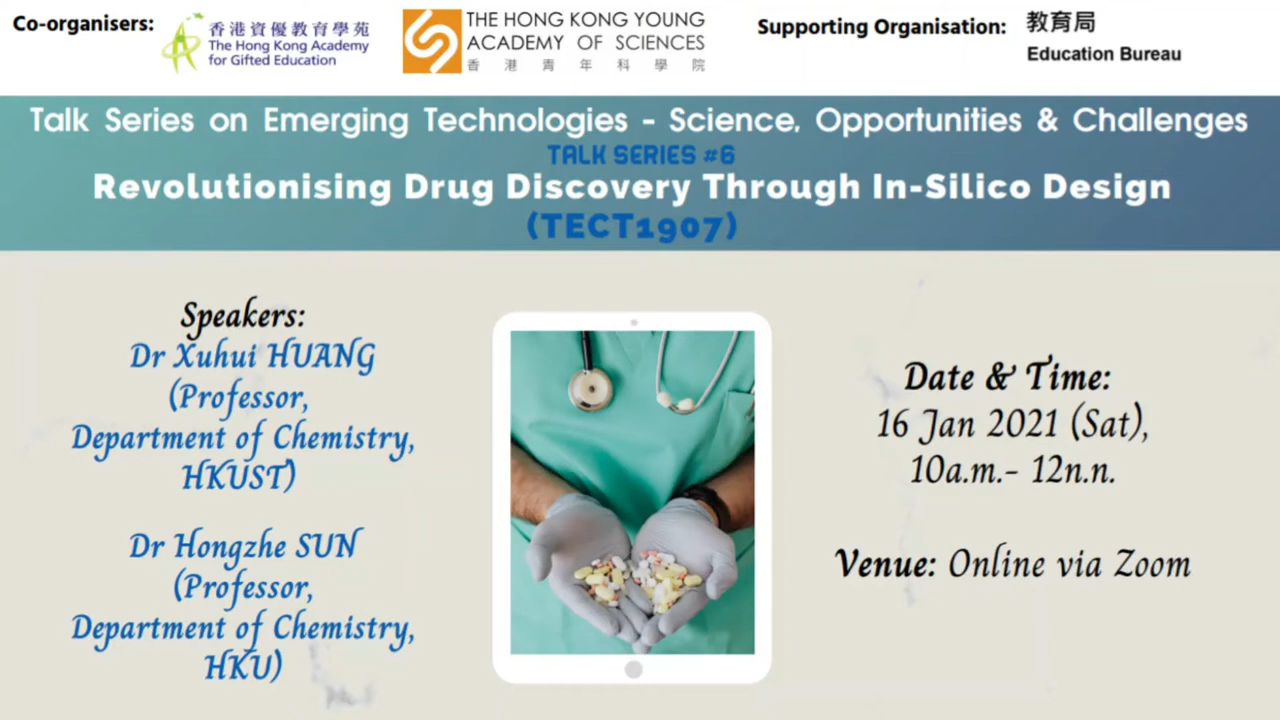 Co-organisers:
香港資優教育學苑
The Hong Kong Academy
for Gifted Education
THE HONG KONG YOUNG
ACADEMY OF SCIENCES
香港青年科學院
Supporting Organisation:
教育局
Education Bureau
Talk Series on Emerging Technologies - Science, Opportunities & Challenges
TALK SERIES #6
Revolutionising Drug Discovery Through In-Silico Design
(TECT1907)
Speakers:
Dr Xuhui HUANG
(Professor,
Department of Chemistry,
HKUST)
Dr Hongzhe SUN
(Professor,
Department of Chemistry,
HKU)
Date & Time:
16 Jan 2021 (Sat),
10a.m.- 12n.n.
Venue: Online via Zoom